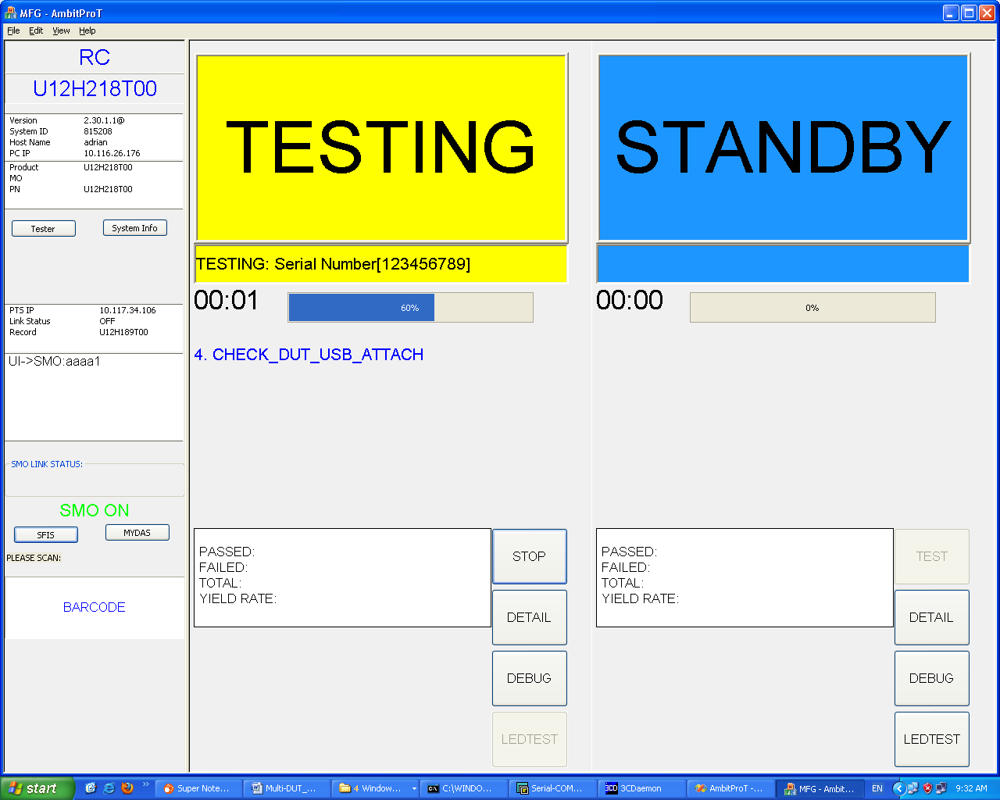 MFG - AmbitProT
File Edit View Help
RC
U12H218T00
Version 2.30.1.1@
System ID 815208
Host Name adrian
PC IP 10.116.26.176
Product U12H218T00
MO
PN U12H218T00
Tester System Info
PTS IP 10.117.34.106
Link Status OFF
Record U12H189T00
UI->SMO:aaaa1
SMO LINK STATUS:
SMO ON
SFIS MYDAS
PLEASE SCAN:
BARCODE
TESTING
TESTING: Serial Number[123456789]
00:01 60%
4. CHECK_DUT_USB_ATTACH
PASSED:
FAILED:
TOTAL:
YIELD RATE:
STOP
DETAIL
DEBUG
LEDTEST
STANDBY
00:00 0%
PASSED:
FAILED:
TOTAL:
YIELD RATE:
TEST
DETAIL
DEBUG
LEDTEST
start Super Note... Multi-DUT_... 4 Window... C:\WINDO... Serial-COM... 3CDaemon AmbitProT -... MFG - Ambit... EN 9:32 AM